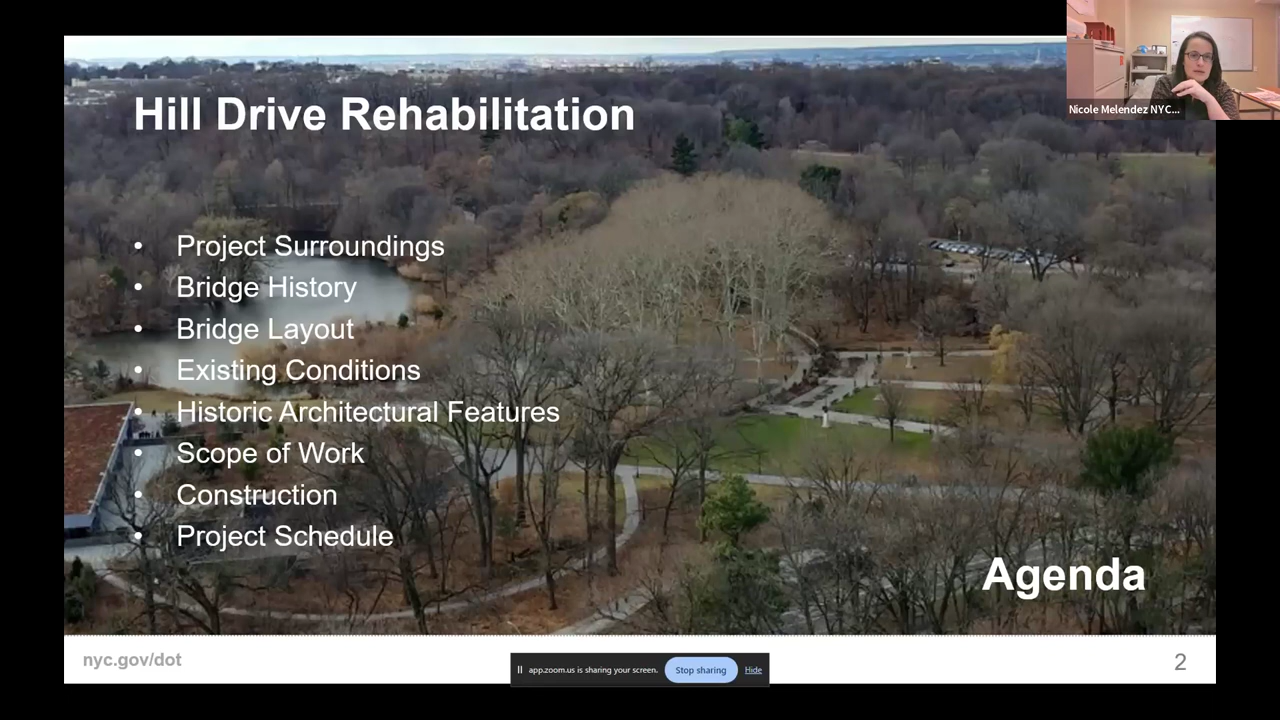 Hill Drive Rehabilitation
Nicole Melendez NYC...
• Project Surroundings
• Bridge History
• Bridge Layout
• Existing Conditions
• Historic Architectural Features
• Scope of Work
• Construction
• Project Schedule
Agenda
nyc.gov/dot
app.zoom.us is sharing your screen. Stop sharing Hide
2